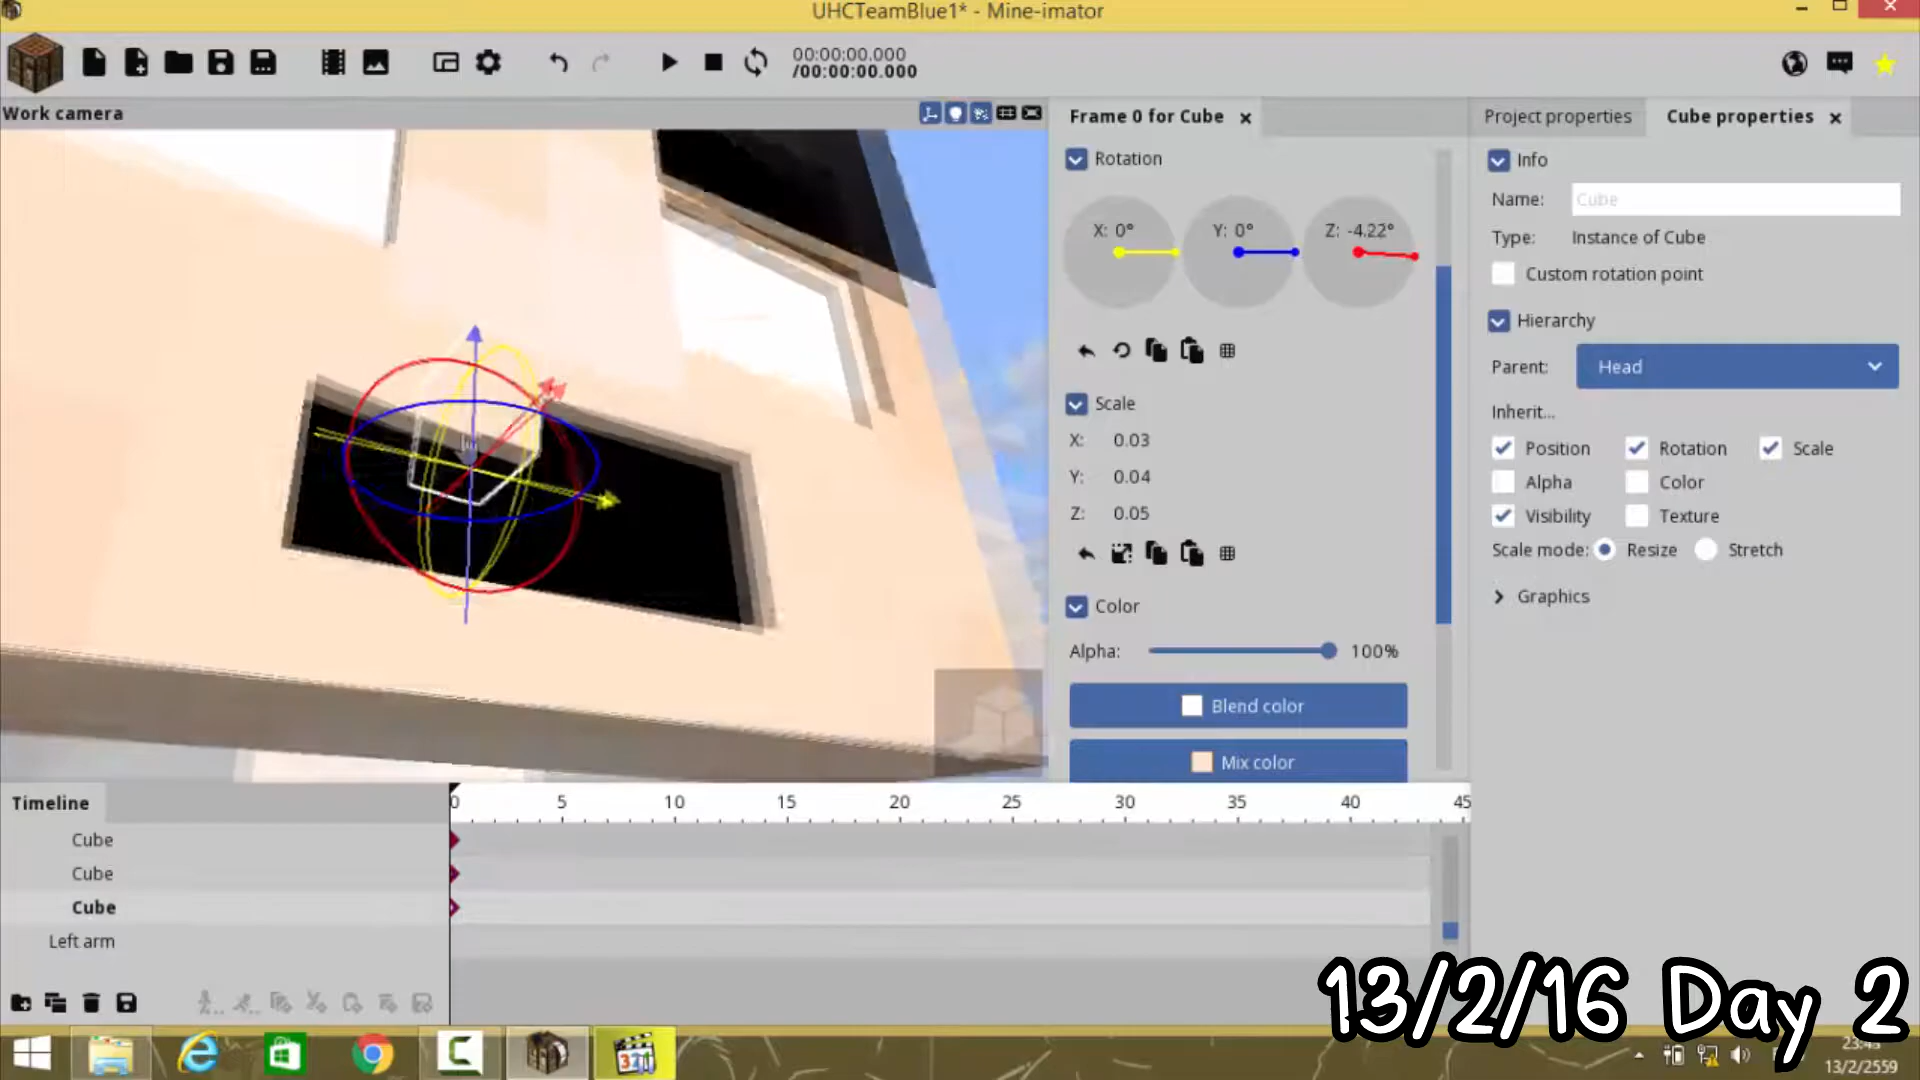 UHCTeamBlue1* - Mine-imator
00:00:00.000
/00:00:00.000
Work camera
Frame 0 for Cube
Project properties
Cube properties
Rotation
X: 0°
Y: 0°
Z: -4.22°
Scale
X: 0.03
Y: 0.04
Z: 0.05
Color
Alpha: 100%
Blend color
Mix color
Info
Name: Cube
Type: Instance of Cube
Custom rotation point
Hierarchy
Parent: Head
Inherit...
Position Rotation Scale
Alpha Color
Visibility Texture
Scale mode: Resize Stretch
Graphics
Timeline
0 5 10 15 20 25 30 35 40 45
Cube
Cube
Cube
Left arm
13/2/16 Day 2
321
13/2/2559